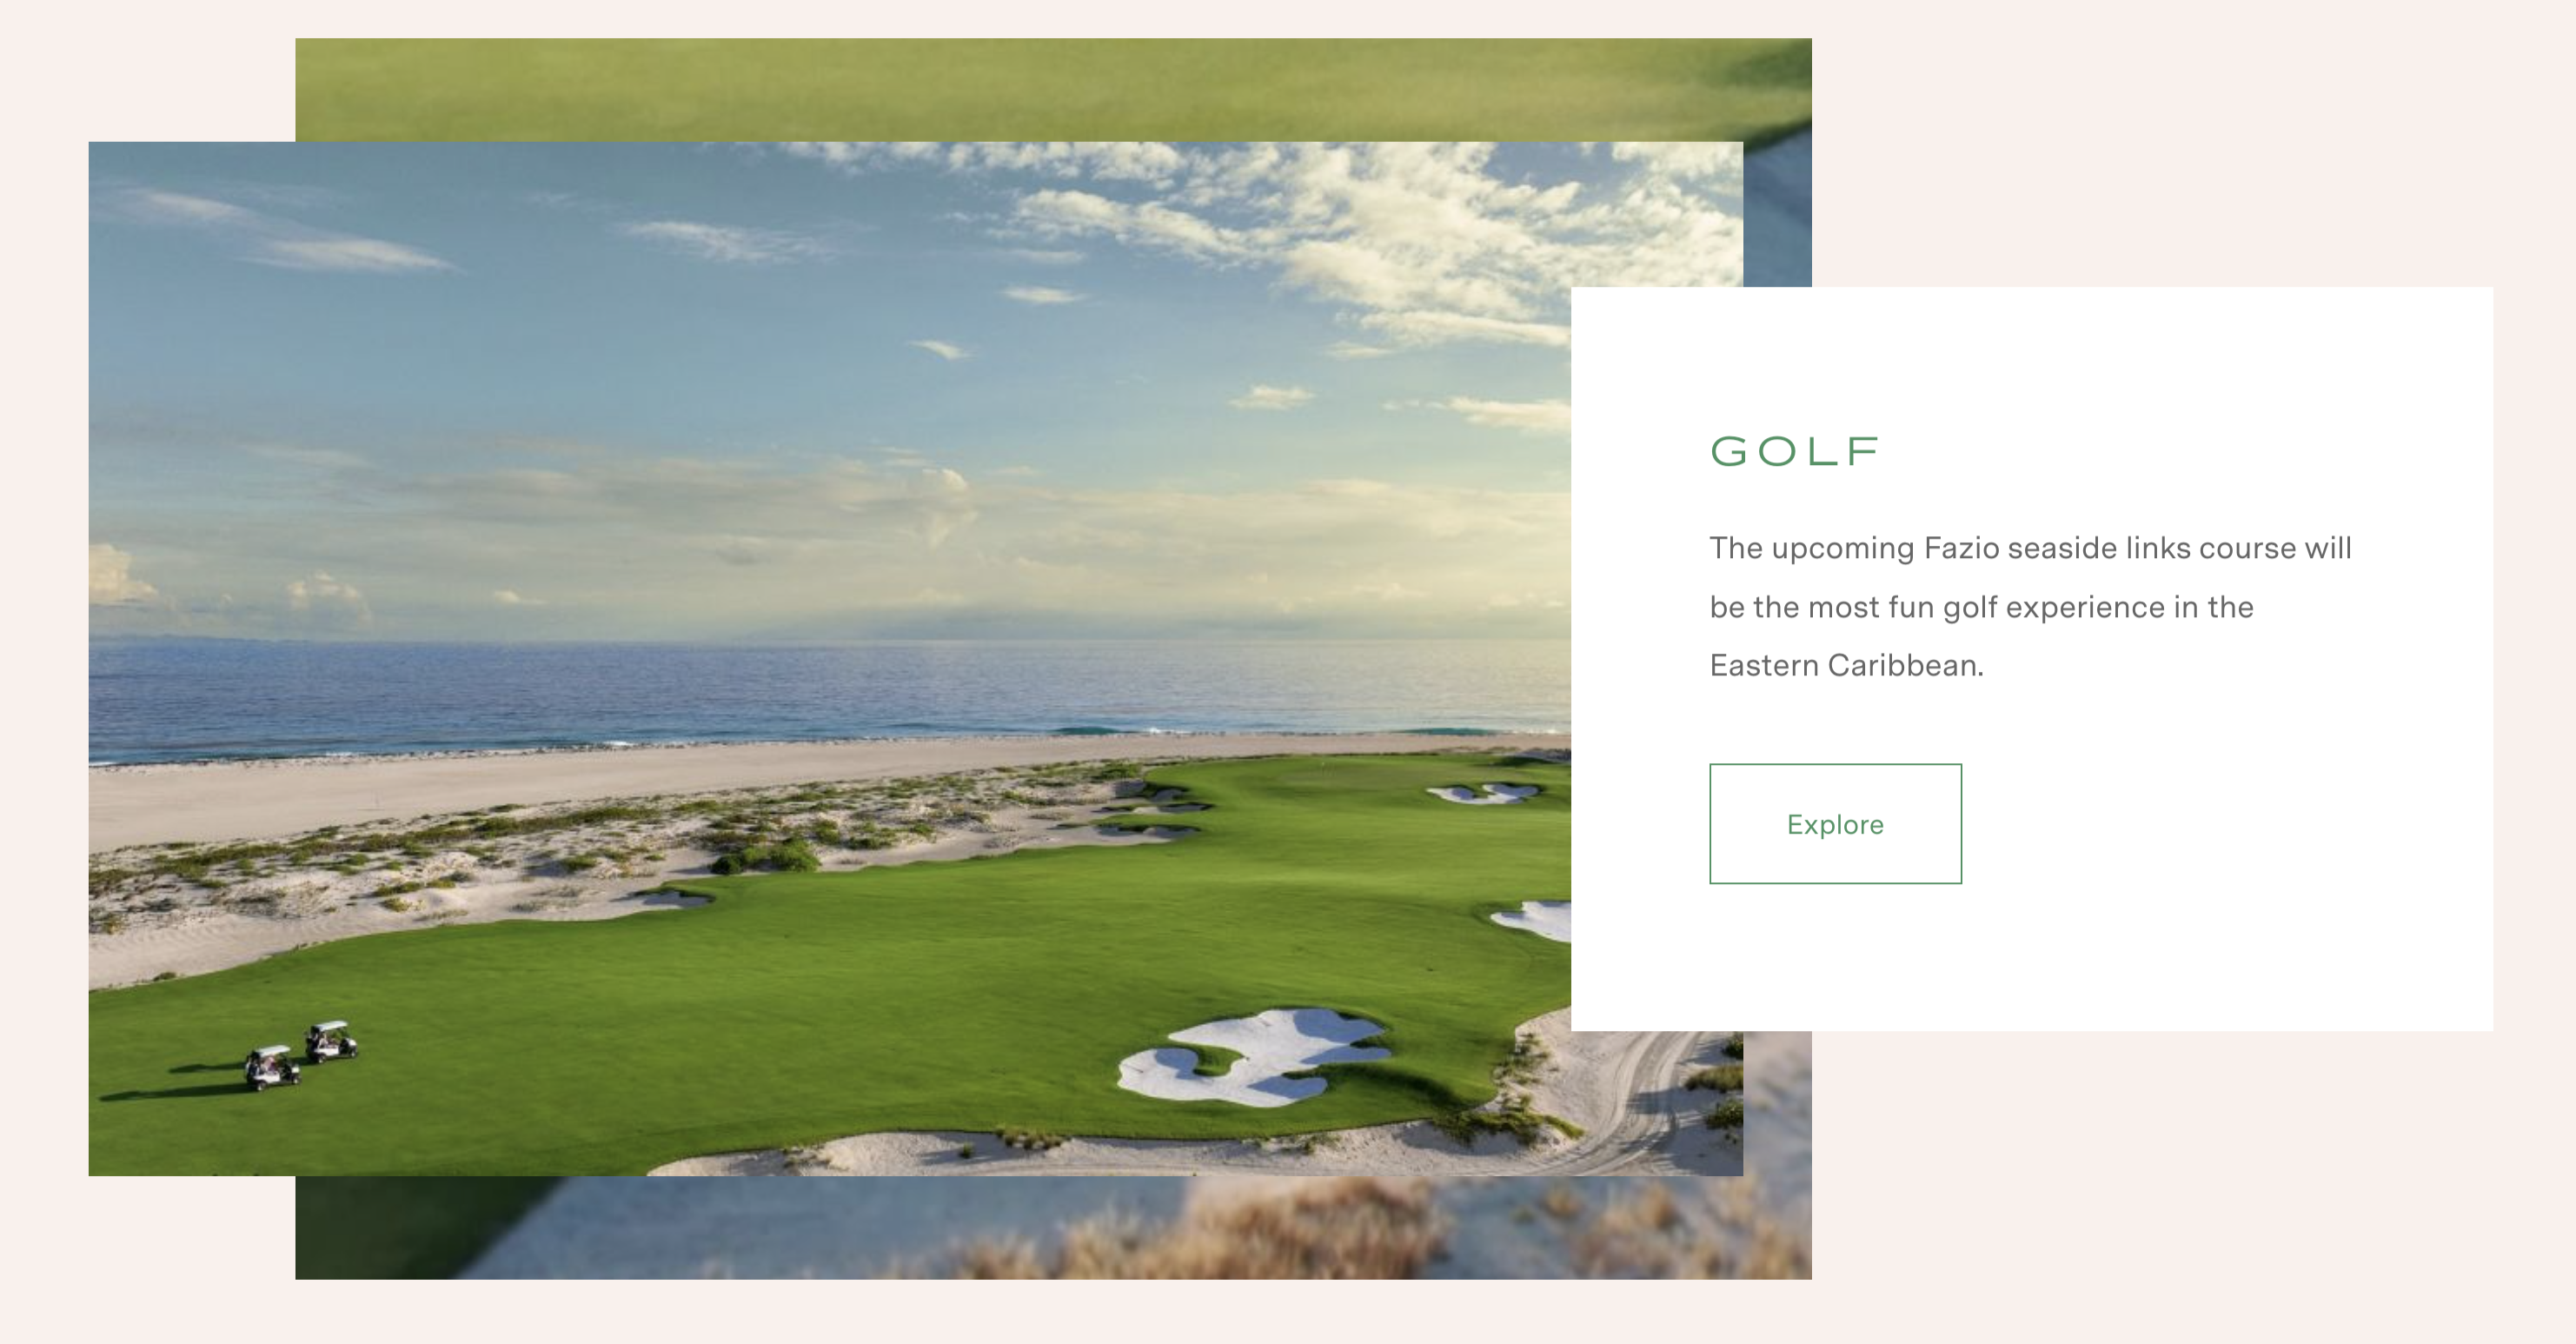 GOLF
The upcoming Fazio seaside links course will
be the most fun golf experience in the
Eastern Caribbean.
Explore